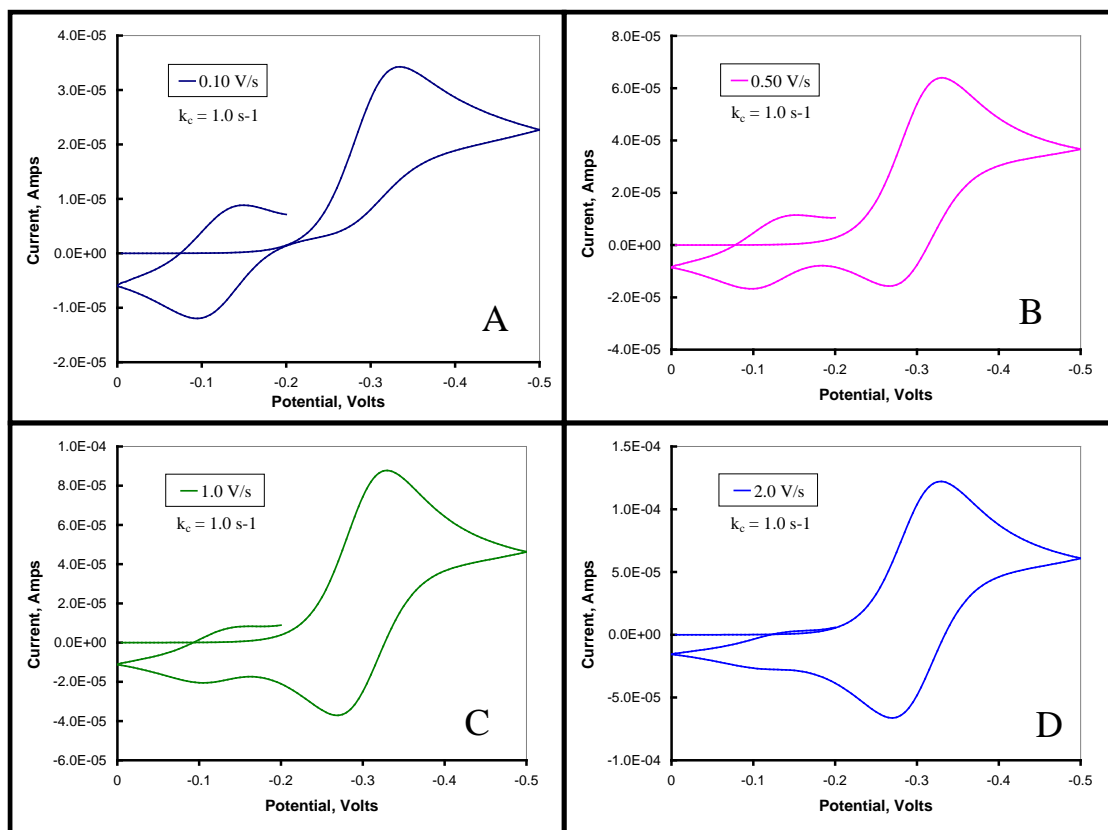 4.0E-05
3.0E-05
2.0E-05
1.0E-05
0.0E+00
-1.0E-05
-2.0E-05
Current, Amps
0.10 V/s
k_c = 1.0 s-1
A
0 -0.1 -0.2 -0.3 -0.4 -0.5
Potential, Volts
8.0E-05
6.0E-05
4.0E-05
2.0E-05
0.0E+00
-2.0E-05
-4.0E-05
Current, Amps
0.50 V/s
k_c = 1.0 s-1
B
0 -0.1 -0.2 -0.3 -0.4 -0.5
Potential, Volts
1.0E-04
8.0E-05
6.0E-05
4.0E-05
2.0E-05
0.0E+00
-2.0E-05
-4.0E-05
-6.0E-05
Current, Amps
1.0 V/s
k_c = 1.0 s-1
C
0 -0.1 -0.2 -0.3 -0.4 -0.5
Potential, Volts
1.5E-04
1.0E-04
5.0E-05
0.0E+00
-5.0E-05
-1.0E-04
Current, Amps
2.0 V/s
k_c = 1.0 s-1
D
0 -0.1 -0.2 -0.3 -0.4 -0.5
Potential, Volts